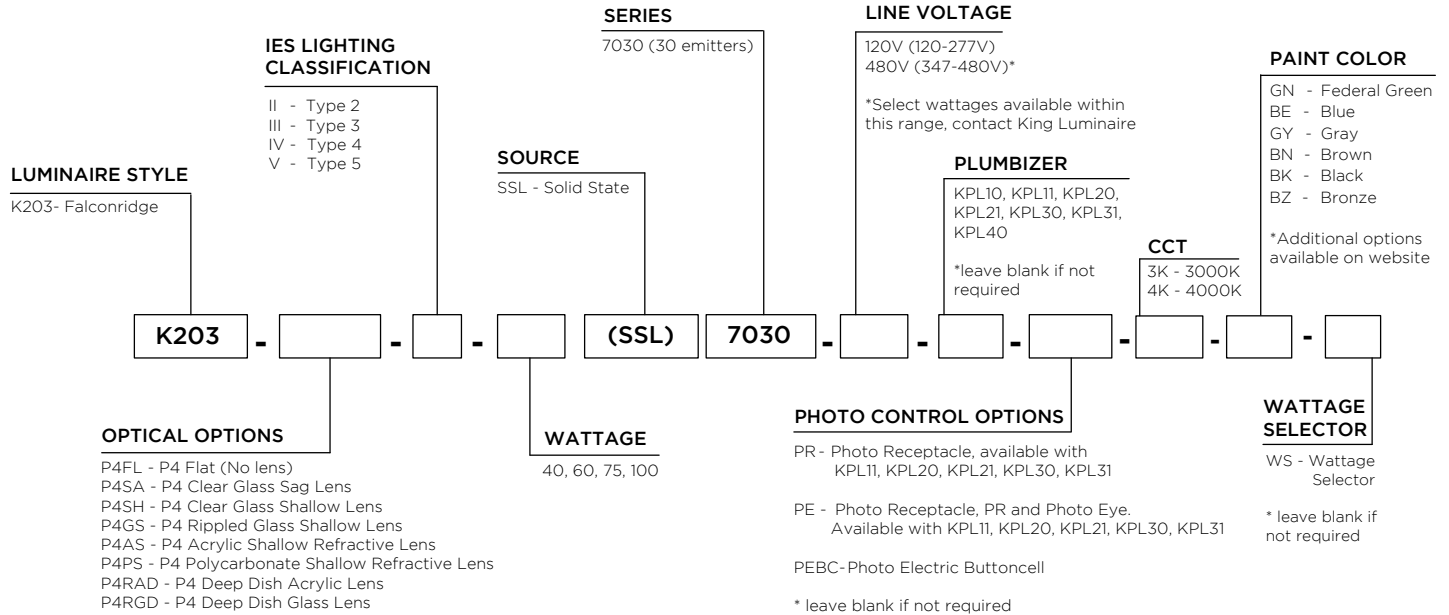 LUMINAIRE STYLE
K203- Falconridge
IES LIGHTING
CLASSIFICATION
II - Type 2
III - Type 3
IV - Type 4
V - Type 5
SOURCE
SSL - Solid State
SERIES
7030 (30 emitters)
LINE VOLTAGE
120V (120-277V)
480V (347-480V)*
*Select wattages available within
this range, contact King Luminaire
PLUMBIZER
KPL10, KPL11, KPL20,
KPL21, KPL30, KPL31,
KPL40
*leave blank if not
required
CCT
3K - 3000K
4K - 4000K
PAINT COLOR
GN - Federal Green
BE - Blue
GY - Gray
BN - Brown
BK - Black
BZ - Bronze
*Additional options
available on website
K203 - - - (SSL) 7030 - - - - -
OPTICAL OPTIONS
P4FL - P4 Flat (No lens)
P4SA - P4 Clear Glass Sag Lens
P4SH - P4 Clear Glass Shallow Lens
P4GS - P4 Rippled Glass Shallow Lens
P4AS - P4 Acrylic Shallow Refractive Lens
P4PS - P4 Polycarbonate Shallow Refractive Lens
P4RAD - P4 Deep Dish Acrylic Lens
P4RGD - P4 Deep Dish Glass Lens
WATTAGE
40, 60, 75, 100
PHOTO CONTROL OPTIONS
PR - Photo Receptacle, available with
KPL11, KPL20, KPL21, KPL30, KPL31
PE - Photo Receptacle, PR and Photo Eye.
Available with KPL11, KPL20, KPL21, KPL30, KPL31
PEBC-Photo Electric Buttoncell
* leave blank if not required
WATTAGE
SELECTOR
WS - Wattage
Selector
* leave blank if
not required